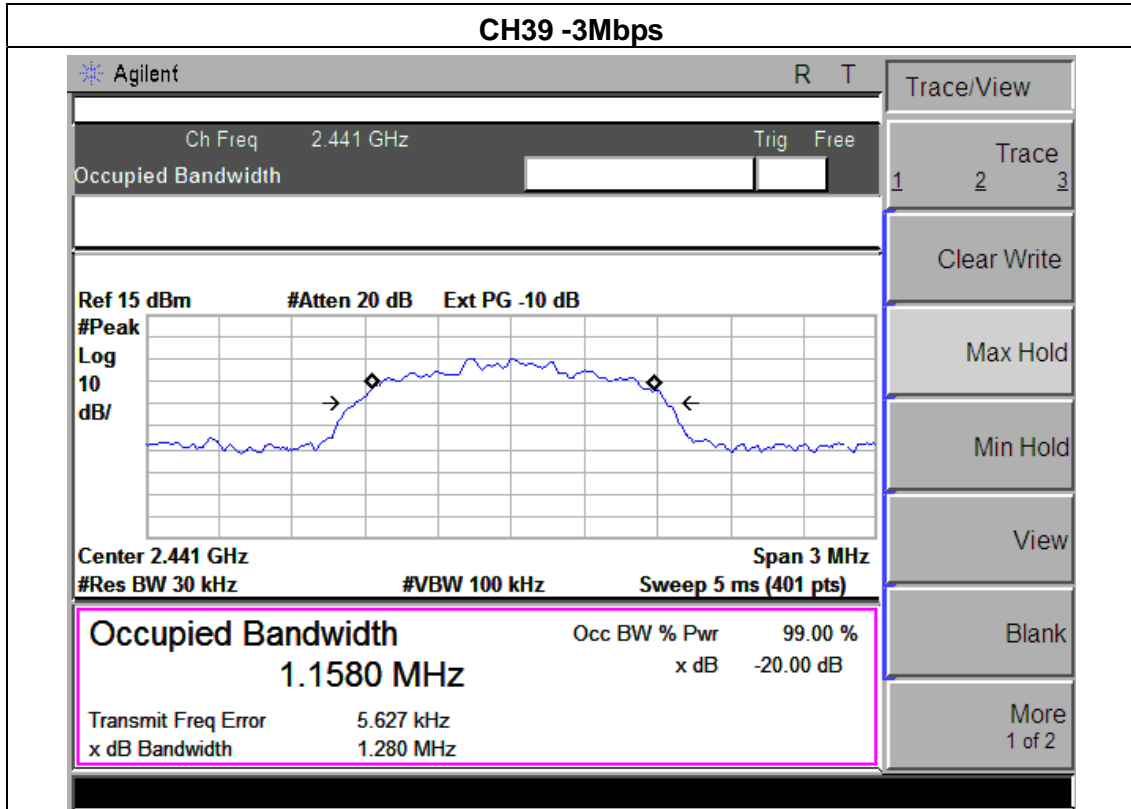 CH39 -3Mbps
Agilent R T
Ch Freq 2.441 GHz Trig Free
Occupied Bandwidth
Ref 15 dBm #Atten 20 dB Ext PG -10 dB
#Peak
Log
10
dB/
Center 2.441 GHz Span 3 MHz
#Res BW 30 kHz #VBW 100 kHz Sweep 5 ms (401 pts)
Occupied Bandwidth Occ BW % Pwr 99.00 %
1.1580 MHz x dB -20.00 dB
Transmit Freq Error 5.627 kHz
x dB Bandwidth 1.280 MHz
Trace/View
Trace
1 2 3
Clear Write
Max Hold
Min Hold
View
Blank
More
1 of 2